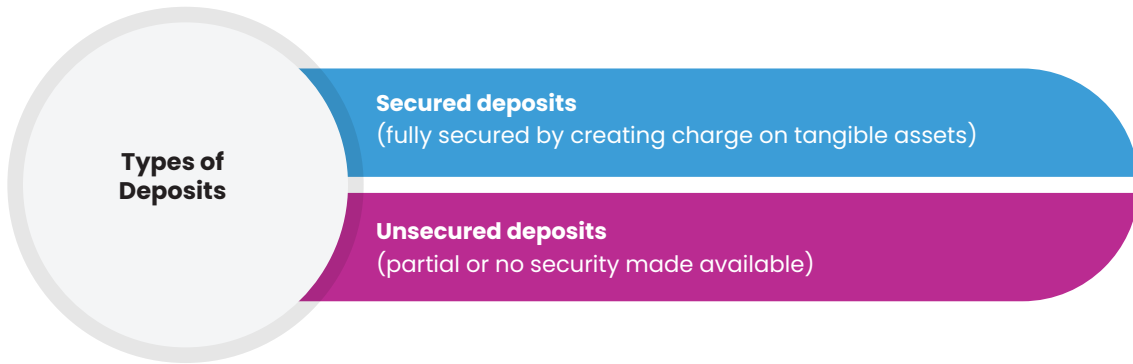 Types of
Deposits
Secured deposits
(fully secured by creating charge on tangible assets)
Unsecured deposits
(partial or no security made available)